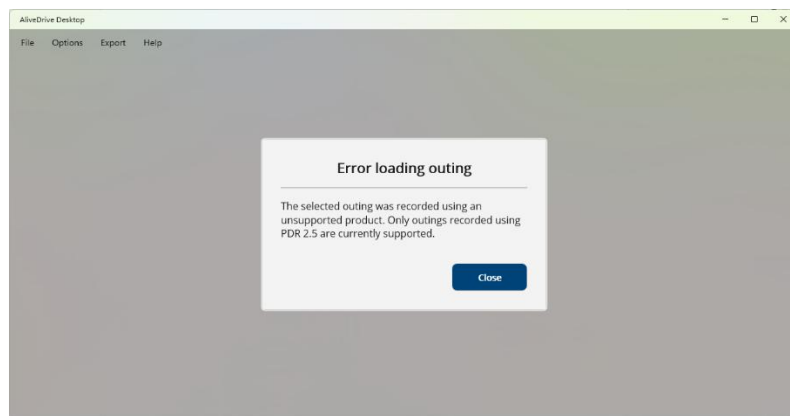 AliveDrive Desktop
File Options Export Help
Error loading outing
The selected outing was recorded using an
unsupported product. Only outings recorded using
PDR 2.5 are currently supported.
Close